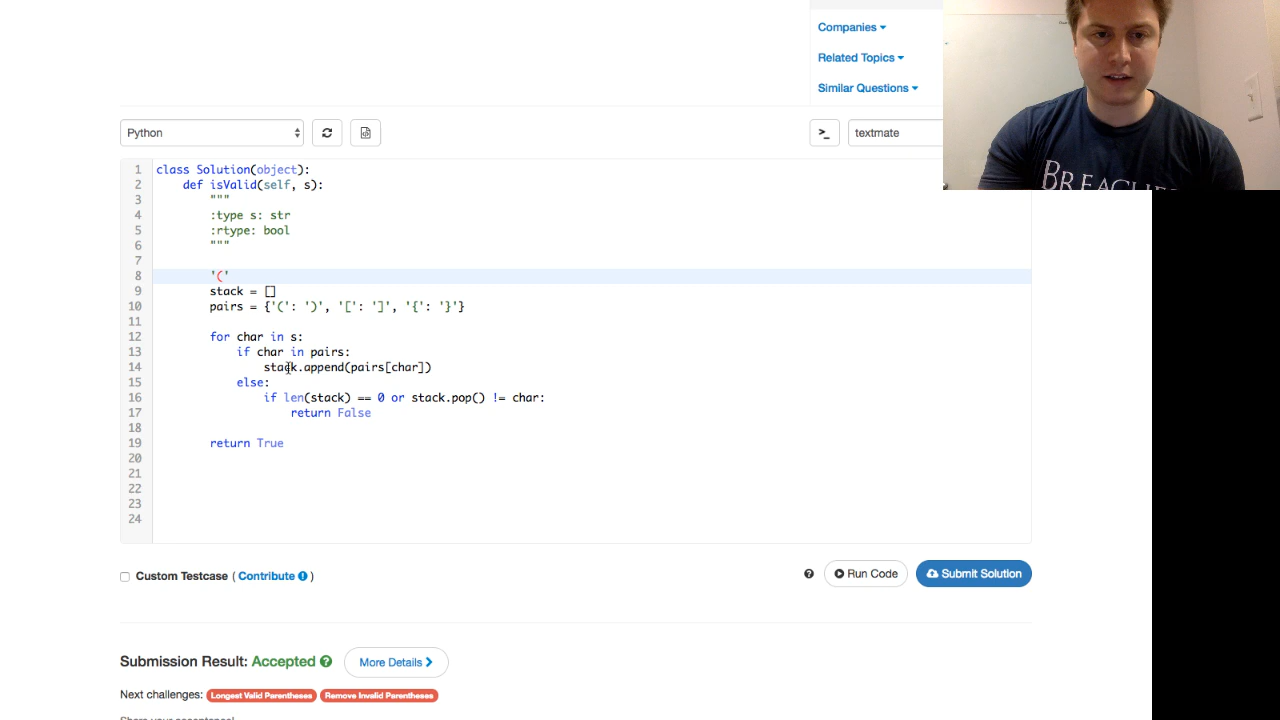 Companies
Related Topics
Similar Questions
Python
>_
textmate
BREACHE
1 class Solution(object):
2 def isValid(self, s):
3 """
4 :type s: str
5 :rtype: bool
6 """
7
8 '('
9 stack = []
10 pairs = {'(': ')', '[': ']', '{': '}'}
11
12 for char in s:
13 if char in pairs:
14 stack.append(pairs[char])
15 else:
16 if len(stack) == 0 or stack.pop() != char:
17 return False
18
19 return True
20
21
22
23
24
Custom Testcase ( Contribute )
? Run Code Submit Solution
Submission Result: Accepted ? More Details
Next challenges: Longest Valid Parentheses Remove Invalid Parentheses
Share your acceptance!